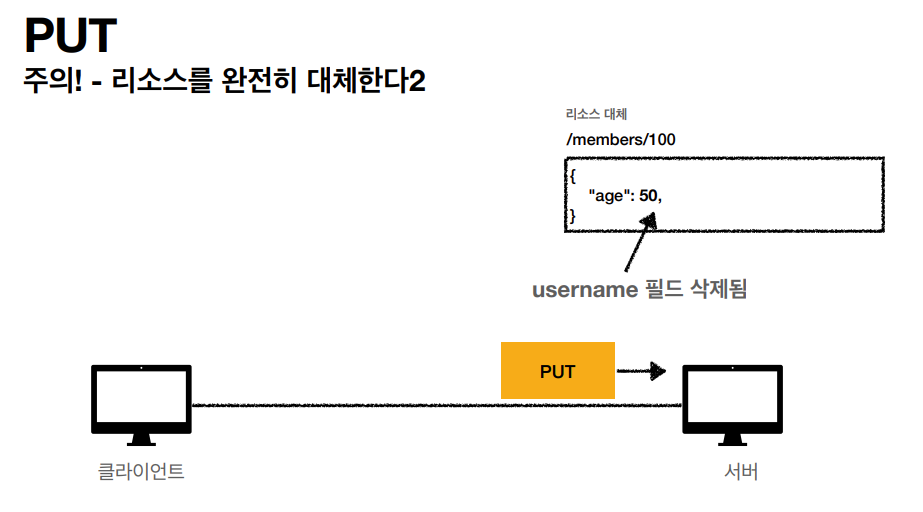 PUT
주의! - 리소스를 완전히 대체한다2
리소스 대체
/members/100
{
"age": 50,
}
username 필드 삭제됨
PUT
클라이언트
서버